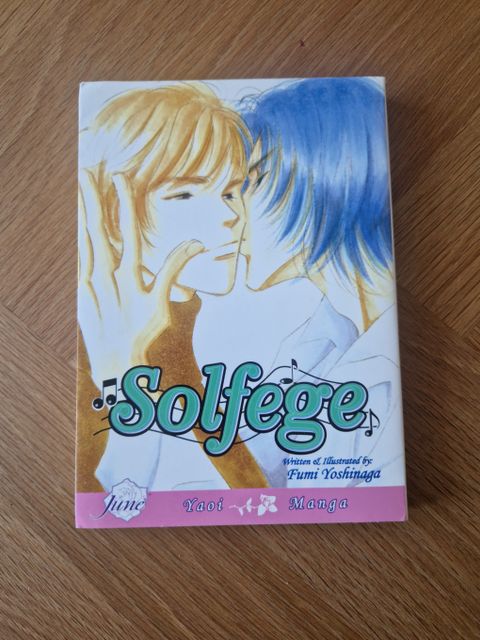 Solfege
Written & Illustrated by:
Fumi Yoshinaga
June
Yaoi Manga